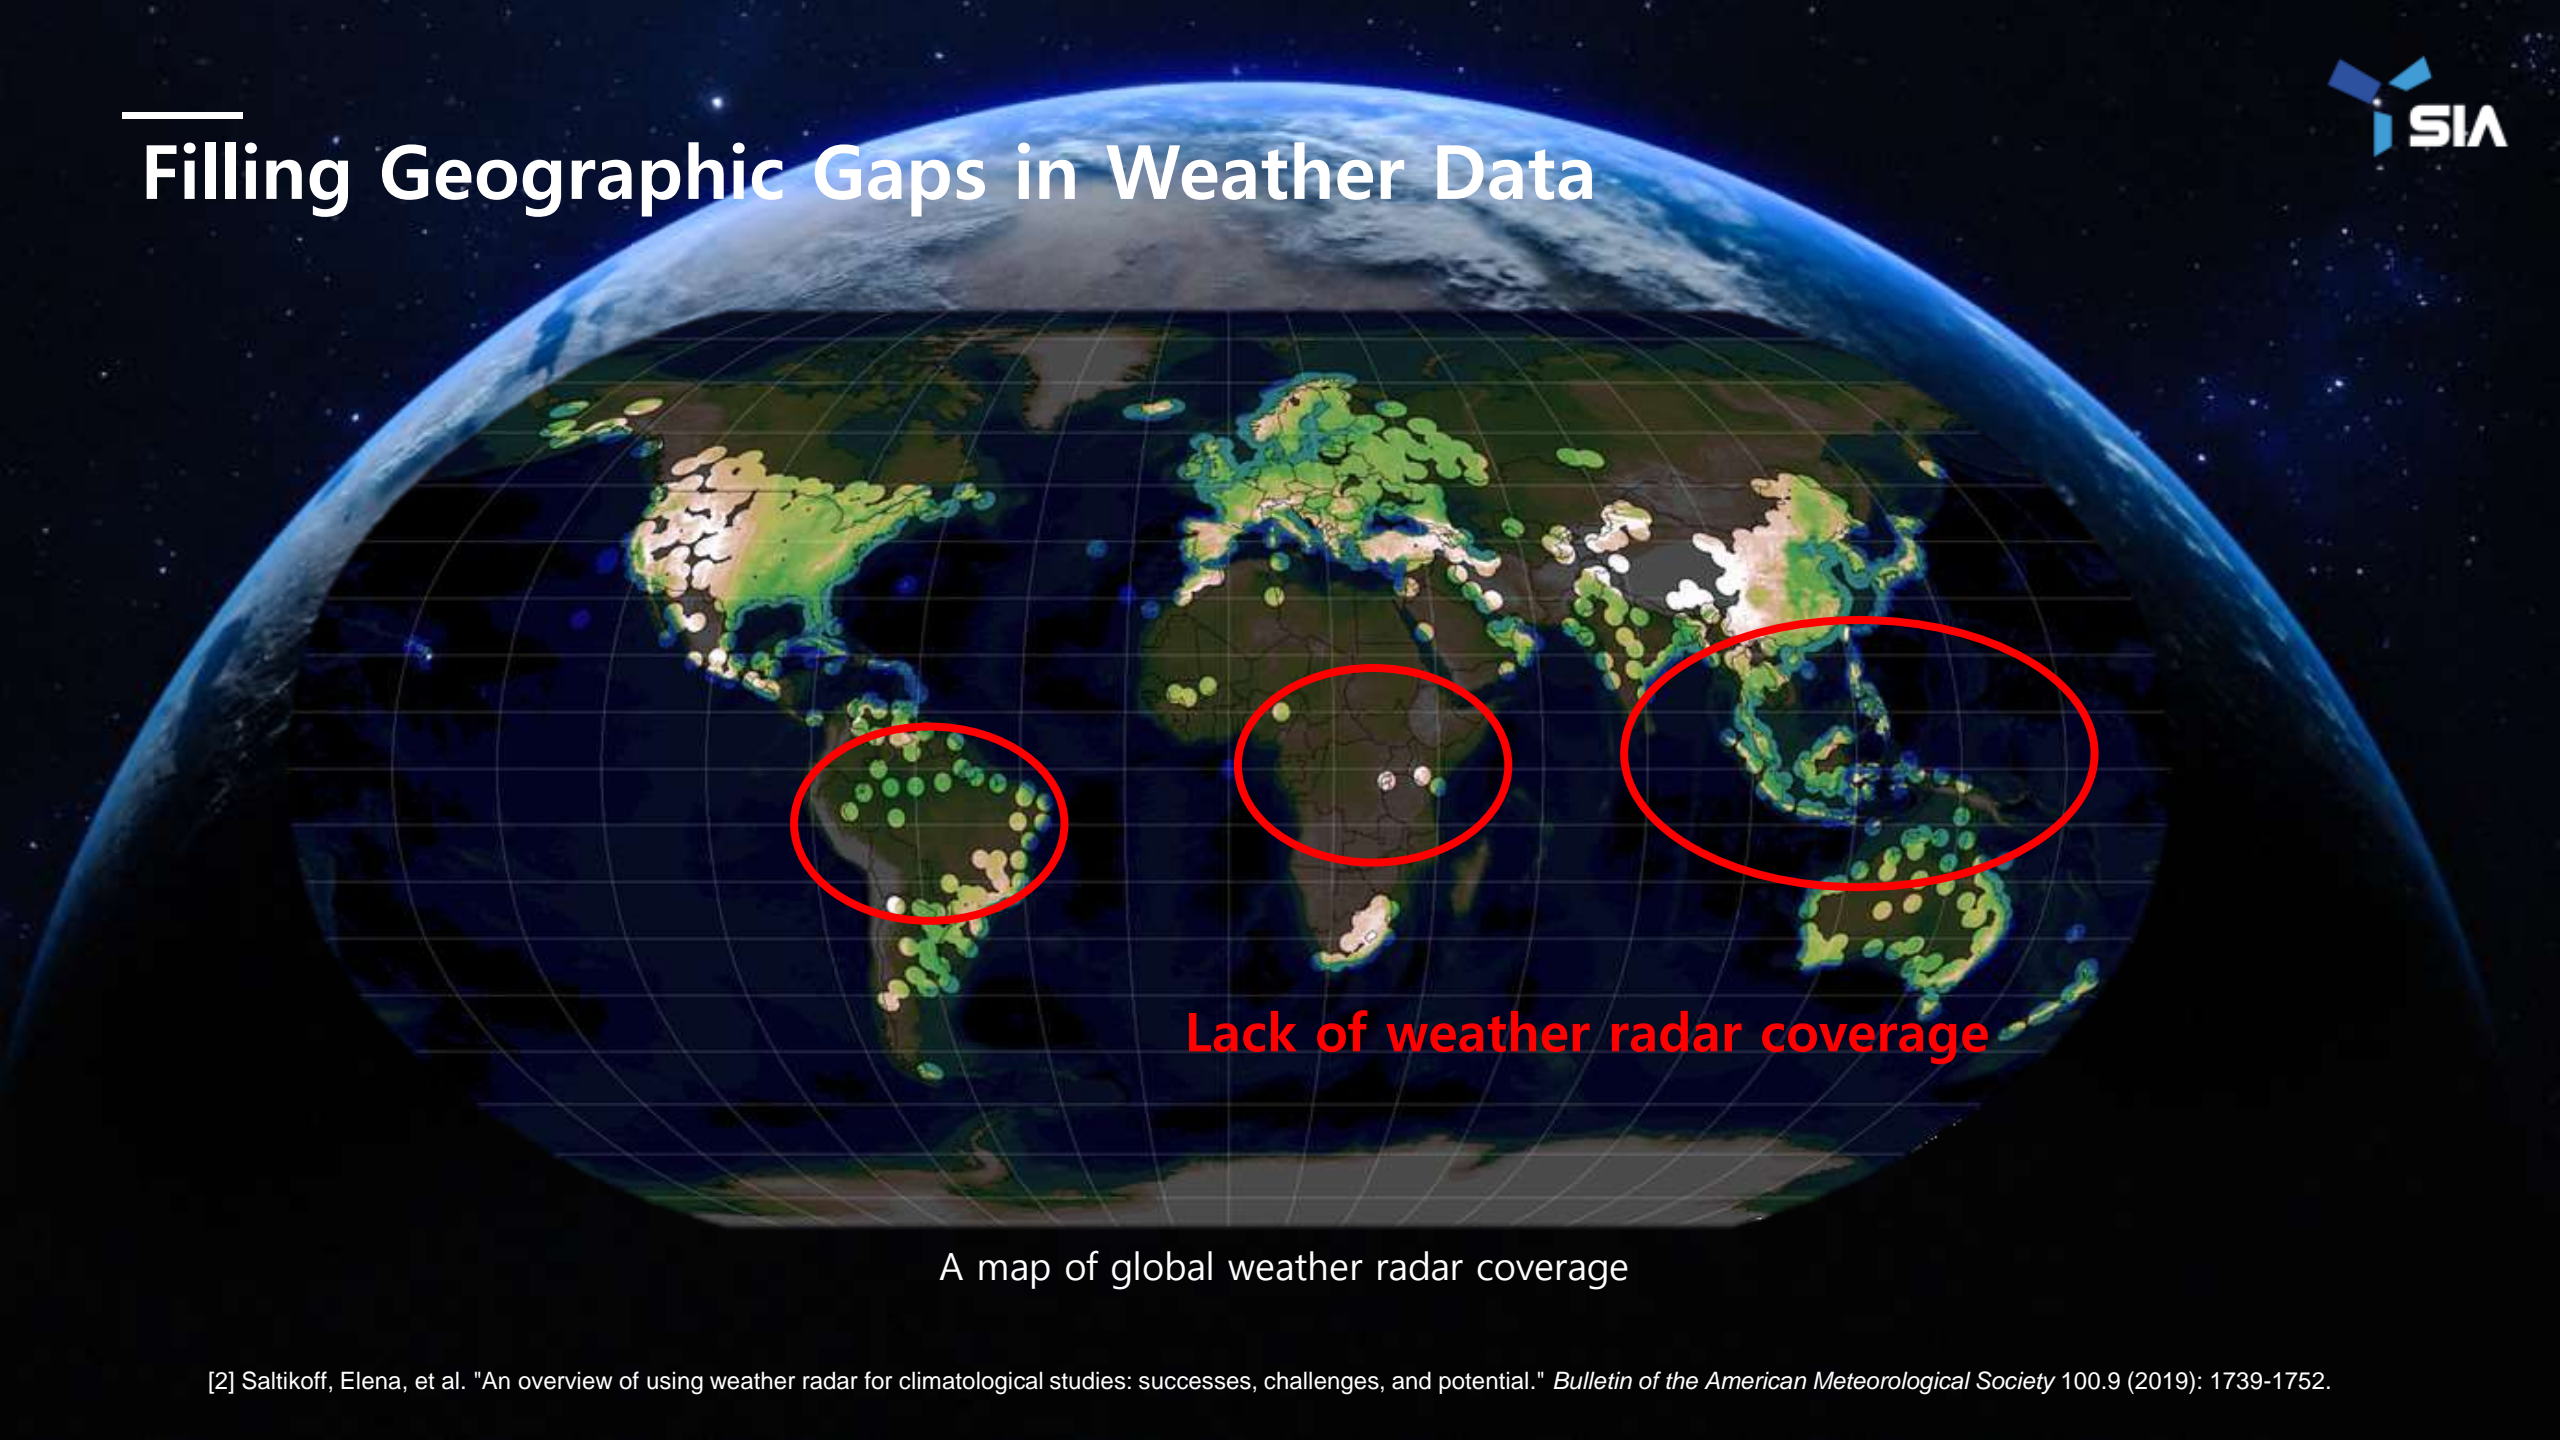 SIA
Filling Geographic Gaps in Weather Data
Lack of weather radar coverage
A map of global weather radar coverage
[2] Saltikoff, Elena, et al. "An overview of using weather radar for climatological studies: successes, challenges, and potential." Bulletin of the American Meteorological Society 100.9 (2019): 1739-1752.